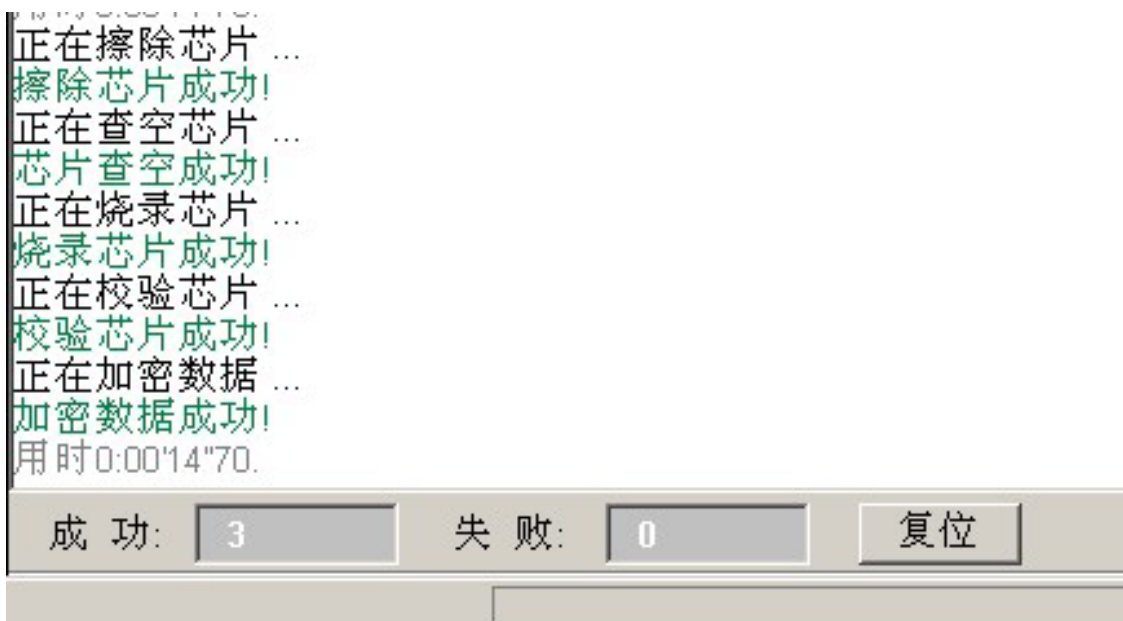 正在擦除芯片 ...
擦除芯片成功!
正在查空芯片 ...
芯片查空成功!
正在烧录芯片 ...
烧录芯片成功!
正在校验芯片 ...
校验芯片成功!
正在加密数据 ...
加密数据成功!
用时0:00'14"70.
成 功: 3 失 败: 0 复位